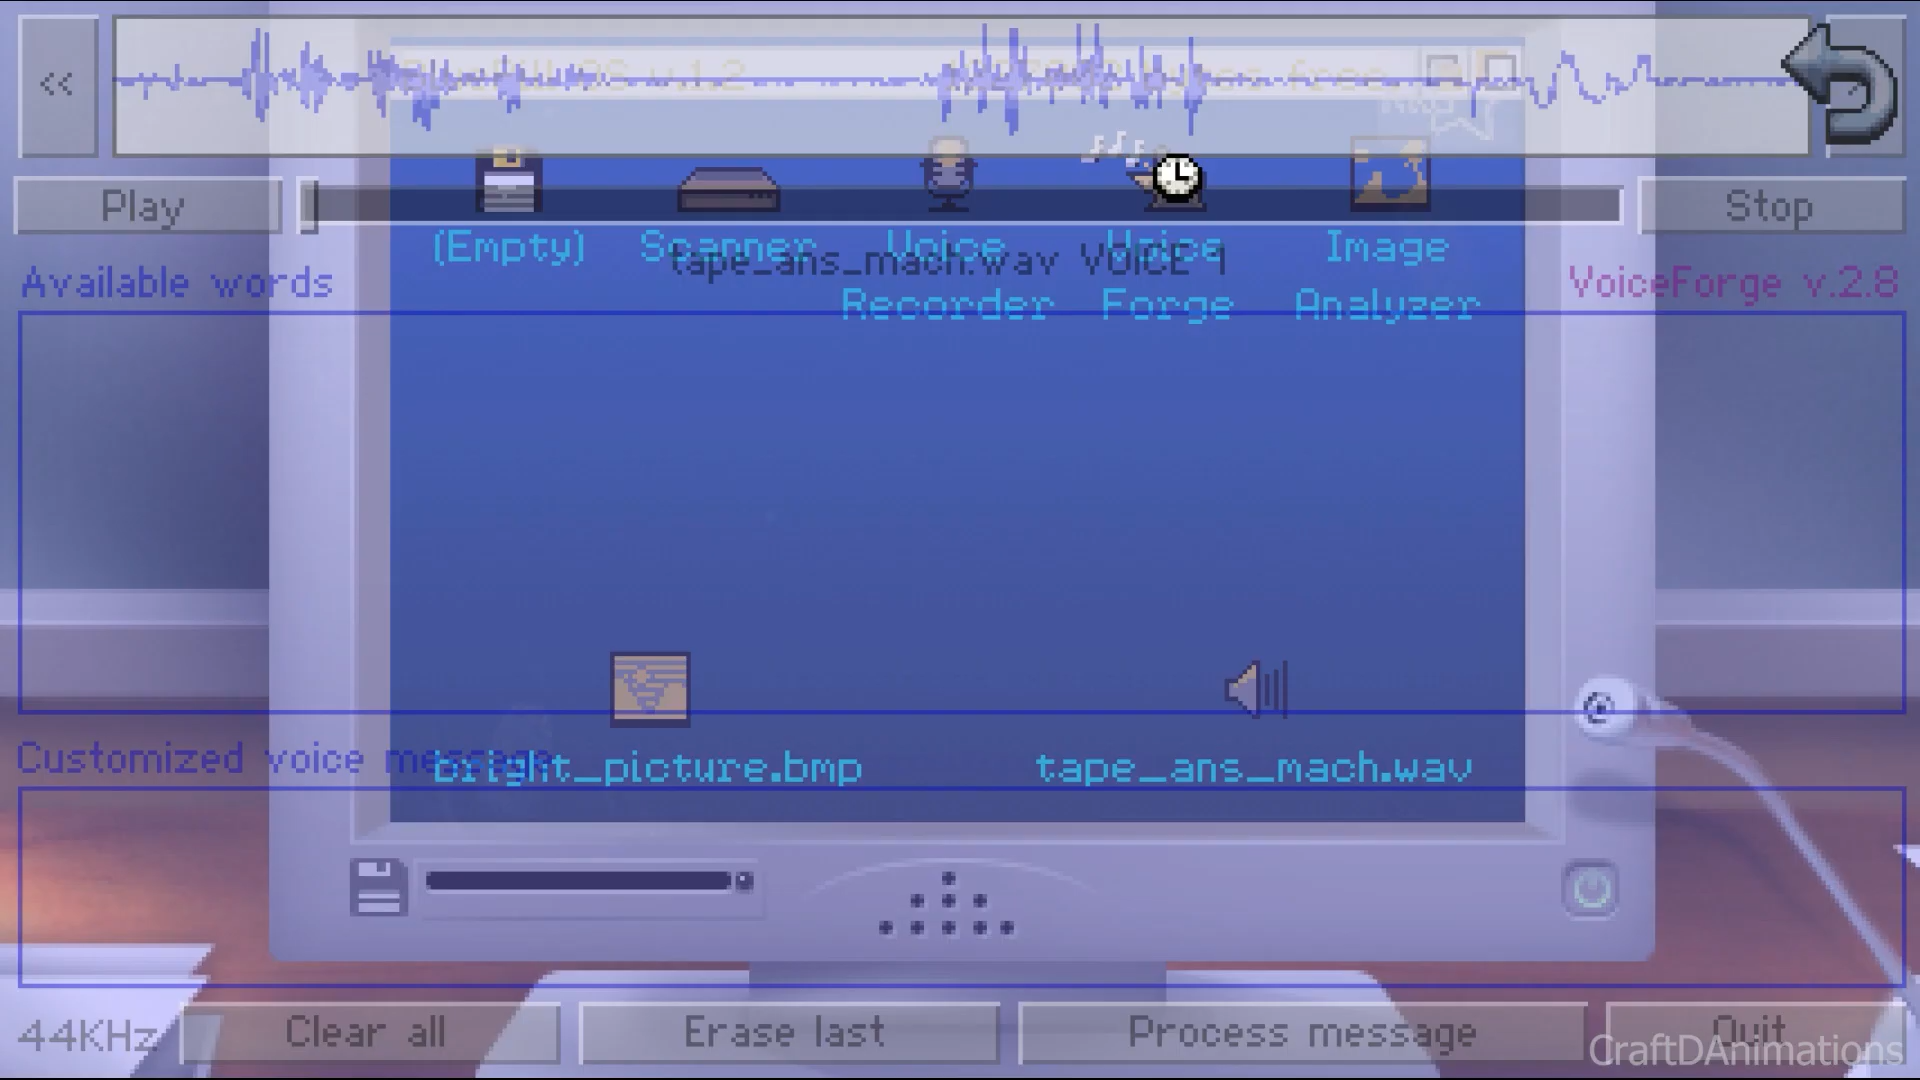 <<
Play
Stop
(Empty) Scanner Voice Recorder Voice Forge Image Analyzer
tape_ans_mach.wav VOICE 1
Available words
VoiceForge v.2.8
Customized voice message
bright_picture.bmp
tape_ans_mach.wav
44KHz
Clear all
Erase last
Process message
Quit
CraftDAnimations